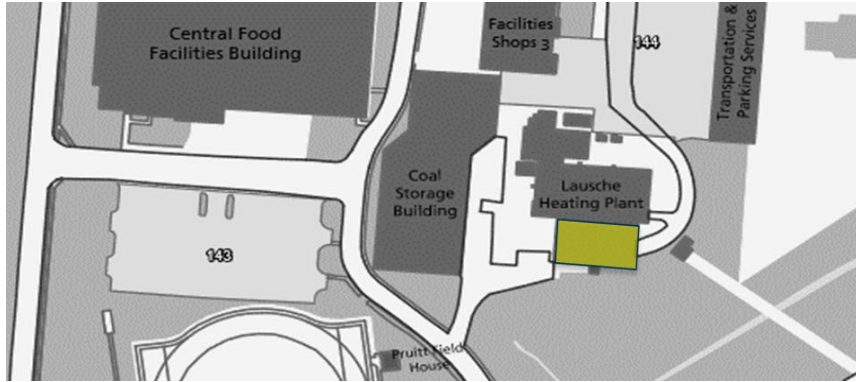 Central Food
Facilities Building
Facilities
Shops 3
144
Transportation &
Parking Services
Coal
Storage
Building
Lausche
Heating Plant
143
Pruitt Field
House